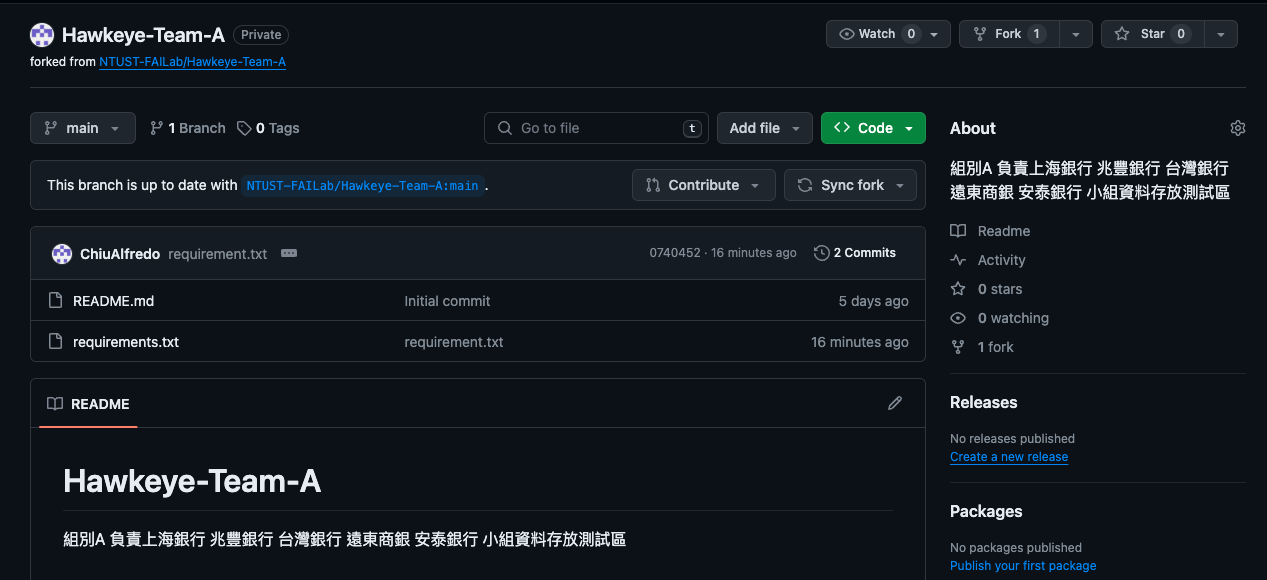 Hawkeye-Team-A Private
Watch 0 Fork 1 Star 0
forked from NTUST-FAILab/Hawkeye-Team-A
main 1 Branch 0 Tags Go to file t Add file Code
This branch is up to date with NTUST-FAILab/Hawkeye-Team-A:main .
Contribute Sync fork
ChiuAlfredo requirement.txt 0740452 · 16 minutes ago 2 Commits
README.md Initial commit 5 days ago
requirements.txt requirement.txt 16 minutes ago
README
Hawkeye-Team-A
組別A 負責上海銀行 兆豐銀行 台灣銀行 遠東商銀 安泰銀行 小組資料存放測試區
About
組別A 負責上海銀行 兆豐銀行 台灣銀行
遠東商銀 安泰銀行 小組資料存放測試區
Readme
Activity
0 stars
0 watching
1 fork
Releases
No releases published
Create a new release
Packages
No packages published
Publish your first package